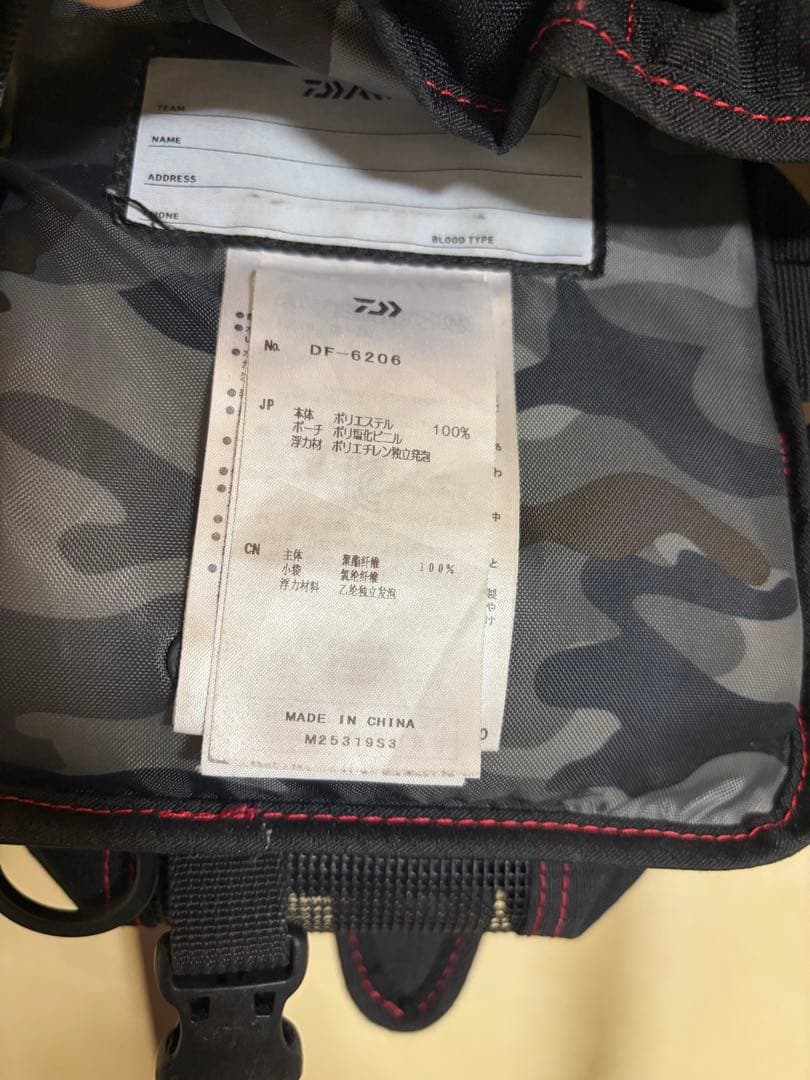 TEAM
NAME
ADDRESS
BLOOD TYPE
No. DF-6206
JP 本体 ポリエステル 100%
ポーチ ポリ塩化ビニル
浮力材 ポリエチレン独立発泡
CN 主体 聚酯纤维 100%
小袋 氯纶纤维
浮力材料 乙纶独立发泡
MADE IN CHINA
M25319S3